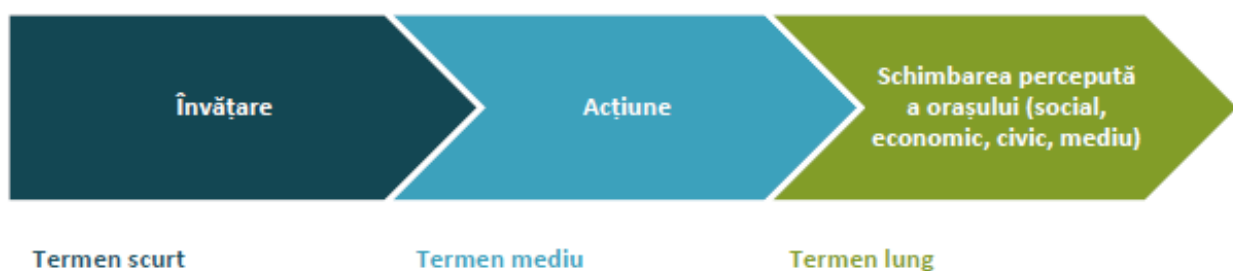 Învățare
Acțiune
Schimbarea percepută
a orașului (social,
economic, civic, mediu)
Termen scurt
Termen mediu
Termen lung